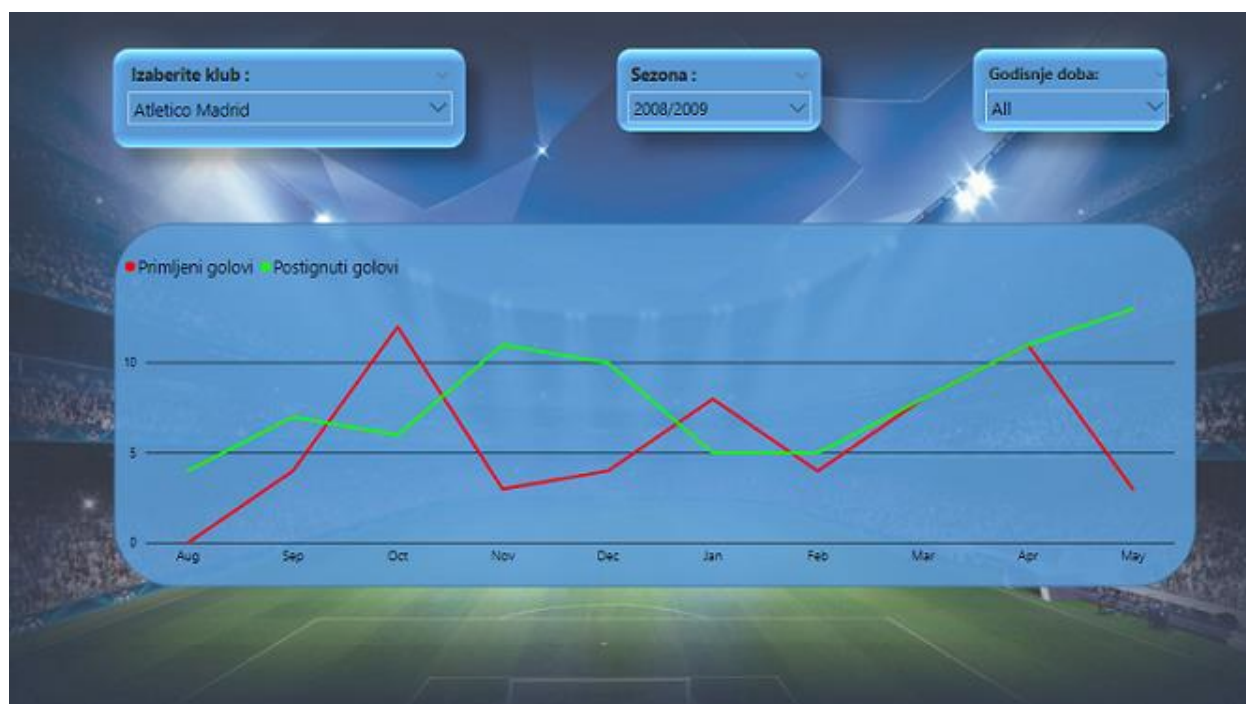 Izaberite klub :
Atletico Madrid
Sezona :
2008/2009
Godisnje doba:
All
Primljeni golovi Postignuti golovi
10
5
0
Aug Sep Oct Nov Dec Jan Feb Mar Apr May